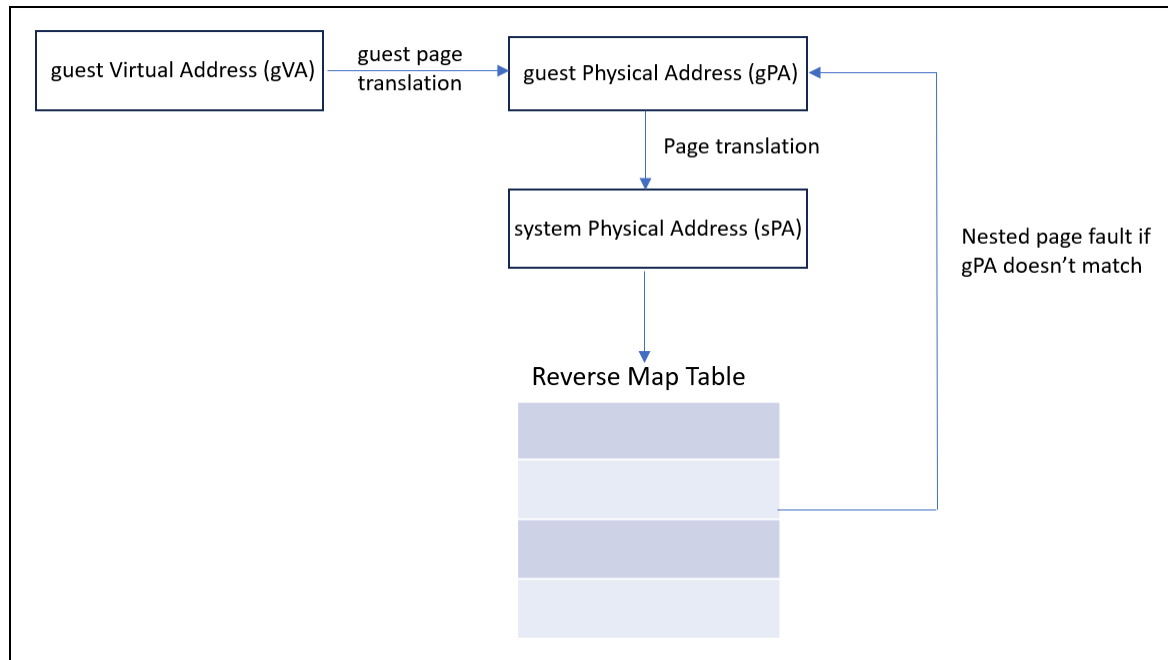 guest Virtual Address (gVA)
guest page
translation
guest Physical Address (gPA)
Page translation
system Physical Address (sPA)
Nested page fault if
gPA doesn’t match
Reverse Map Table